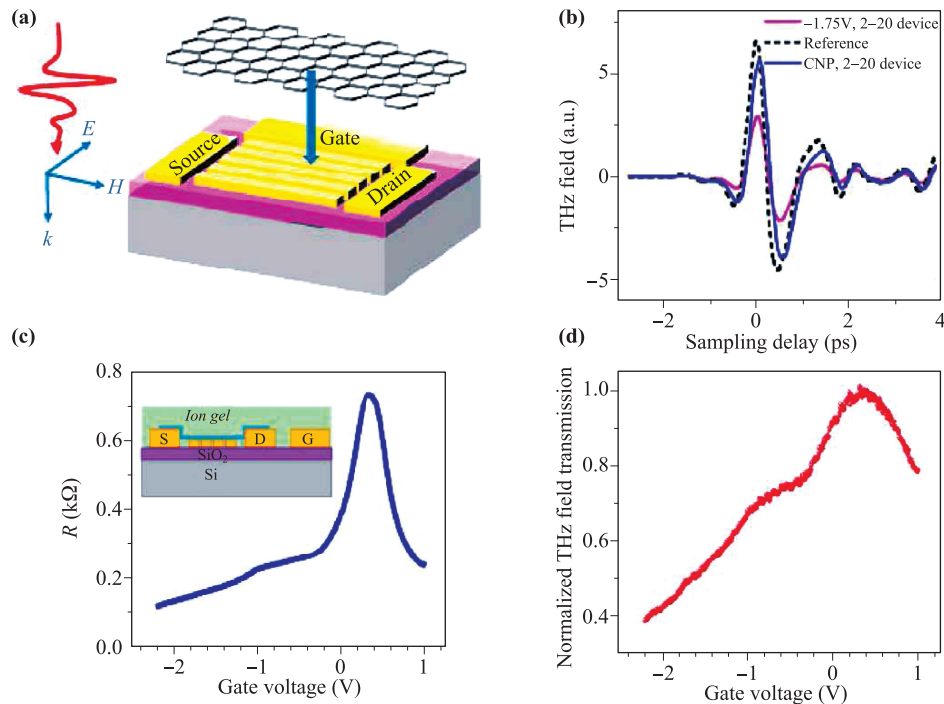 (a)
E
H
k
Source
Gate
Drain
(b)
−1.75V, 2−20 device
Reference
CNP, 2−20 device
THz field (a.u.)
5
0
−5
−2
0
2
4
Sampling delay (ps)
(c)
R (kΩ)
0.8
0.6
0.4
0.2
0.0
Ion gel
S
D
G
SiO2
Si
−2
−1
0
1
Gate voltage (V)
(d)
Normalized THz field transmission
1.0
0.8
0.6
0.4
−2
−1
0
1
Gate voltage (V)